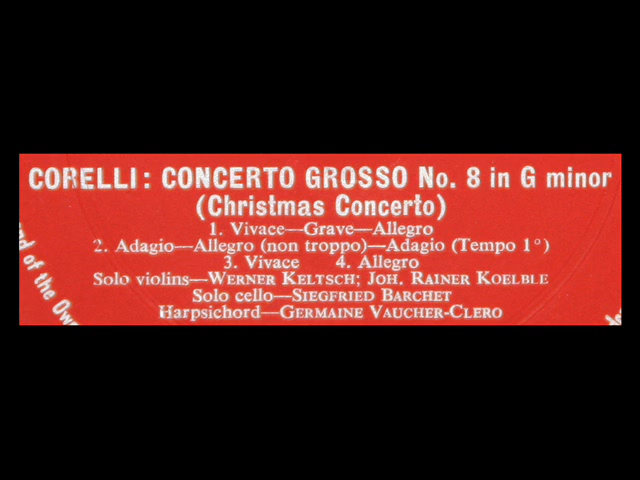 CORELLI: CONCERTO GROSSO No. 8 in G minor
(Christmas Concerto)
1. Vivace—Grave—Allegro
2. Adagio—Allegro (non troppo)—Adagio (Tempo 1°)
3. Vivace 4. Allegro
Solo violins—WERNER KELTSCH; JOH. RAINER KOELBLE
Solo cello—SIEGFRIED BARCHET
Harpsichord—GERMAINE VAUCHER-CLERO
of the